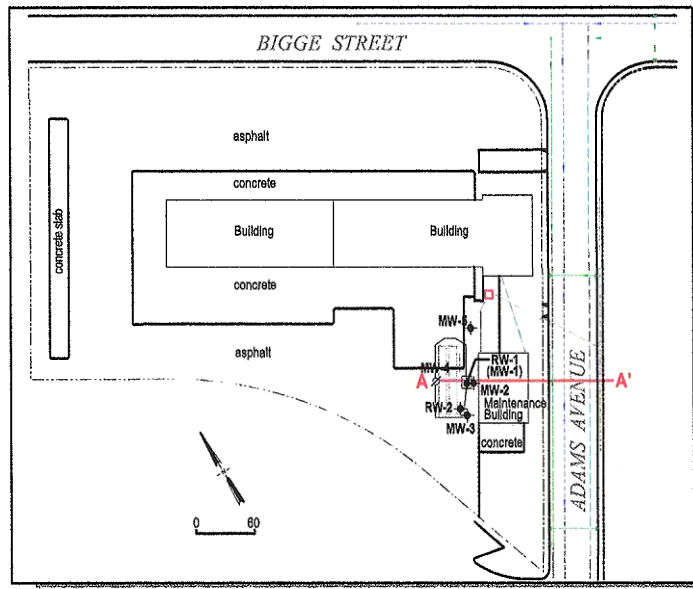 BIGGE STREET
asphalt
concrete
concrete slab
Building
Building
concrete
asphalt
MW-5
MW-4
RW-1
(MW-1)
A
A'
MW-2
Maintenance
Building
RW-2
MW-3
concrete
ADAMS AVENUE
0 60